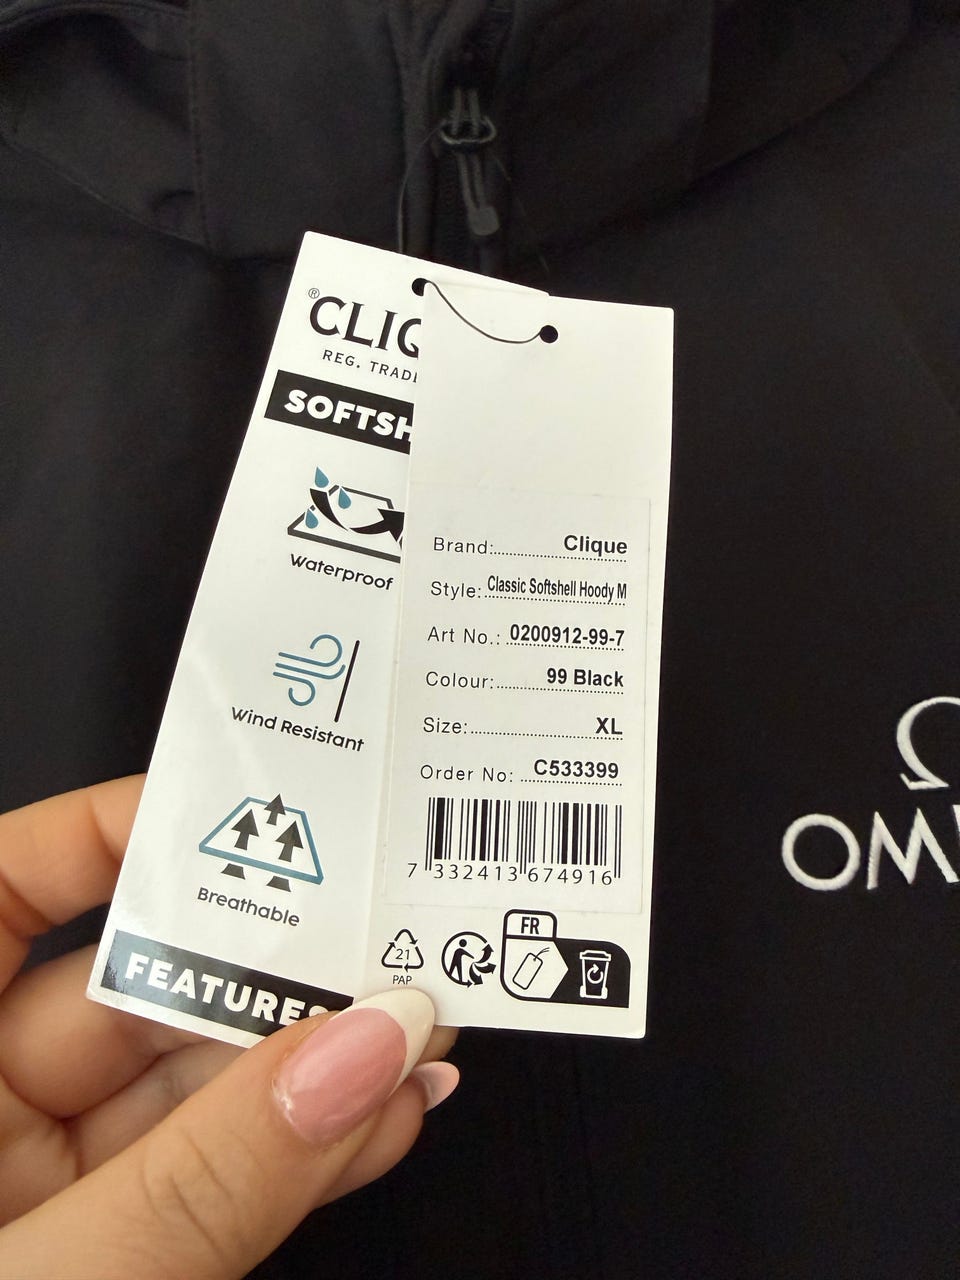 ®
CLIQ
REG. TRADE
SOFTSH
Waterproof
Wind Resistant
Breathable
FEATURES
Brand: Clique
Style: Classic Softshell Hoody M
Art No.: 0200912-99-7
Colour: 99 Black
Size: XL
Order No: C533399
7 332413 674916
21
PAP
FR
Ω
OM